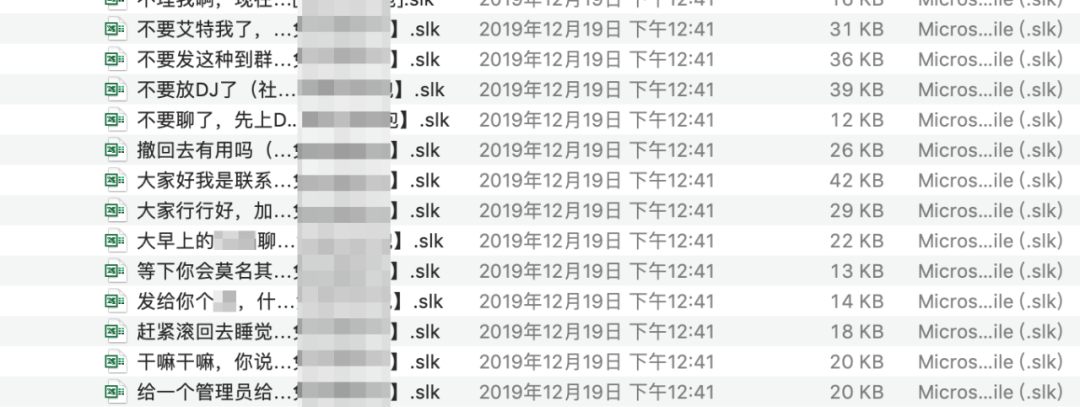 不理我啊，现在...[ ].slk 2019年12月19日 下午12:41 16 KB Micros...ile (.slk)
不要艾特我了，... 】.slk 2019年12月19日 下午12:41 31 KB Micros...ile (.slk)
不要发这种到群... 】.slk 2019年12月19日 下午12:41 36 KB Micros...ile (.slk)
不要放DJ了（社... 】.slk 2019年12月19日 下午12:41 39 KB Micros...ile (.slk)
不要聊了，先上D... 包】.slk 2019年12月19日 下午12:41 12 KB Micros...ile (.slk)
撤回去有用吗（... 】.slk 2019年12月19日 下午12:41 26 KB Micros...ile (.slk)
大家好我是联系... 】.slk 2019年12月19日 下午12:41 42 KB Micros...ile (.slk)
大家行行好，加... 】.slk 2019年12月19日 下午12:41 29 KB Micros...ile (.slk)
大早上的 聊... 】.slk 2019年12月19日 下午12:41 22 KB Micros...ile (.slk)
等下你会莫名其... 】.slk 2019年12月19日 下午12:41 13 KB Micros...ile (.slk)
发给你个 ，什... 】.slk 2019年12月19日 下午12:41 14 KB Micros...ile (.slk)
赶紧滚回去睡觉... 】.slk 2019年12月19日 下午12:41 18 KB Micros...ile (.slk)
干嘛干嘛，你说... 】.slk 2019年12月19日 下午12:41 20 KB Micros...ile (.slk)
给一个管理员给... 】.slk 2019年12月19日 下午12:41 20 KB Micros...ile (.slk)